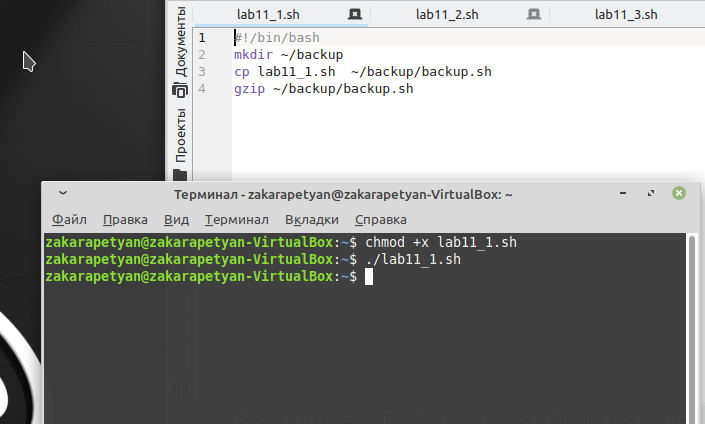 lab11_1.sh
lab11_2.sh
lab11_3.sh
Документы
Проекты
1 #!/bin/bash
2 mkdir ~/backup
3 cp lab11_1.sh  ~/backup/backup.sh
4 gzip ~/backup/backup.sh
Терминал - zakarapetyan@zakarapetyan-VirtualBox: ~
Файл Правка Вид Терминал Вкладки Справка
zakarapetyan@zakarapetyan-VirtualBox:~$ chmod +x lab11_1.sh
zakarapetyan@zakarapetyan-VirtualBox:~$ ./lab11_1.sh
zakarapetyan@zakarapetyan-VirtualBox:~$